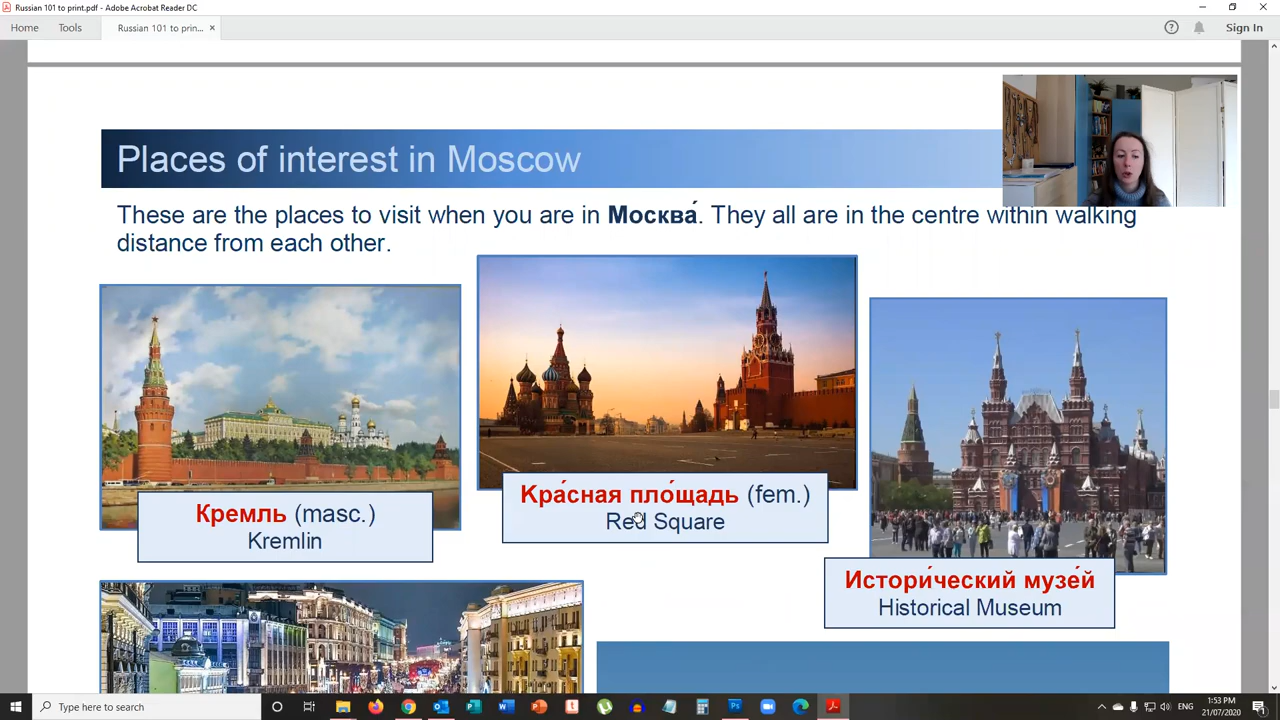 Russian 101 to print.pdf - Adobe Acrobat Reader DC
Home
Tools
Russian 101 to prin...
Sign In
Places of interest in Moscow
These are the places to visit when you are in Москва́. They all are in the centre within walking
distance from each other.
Кремль (masc.)
Kremlin
Кра́сная пло́щадь (fem.)
Red Square
Истори́ческий музе́й
Historical Museum
Type here to search
ENG
1:53 PM
21/07/2020